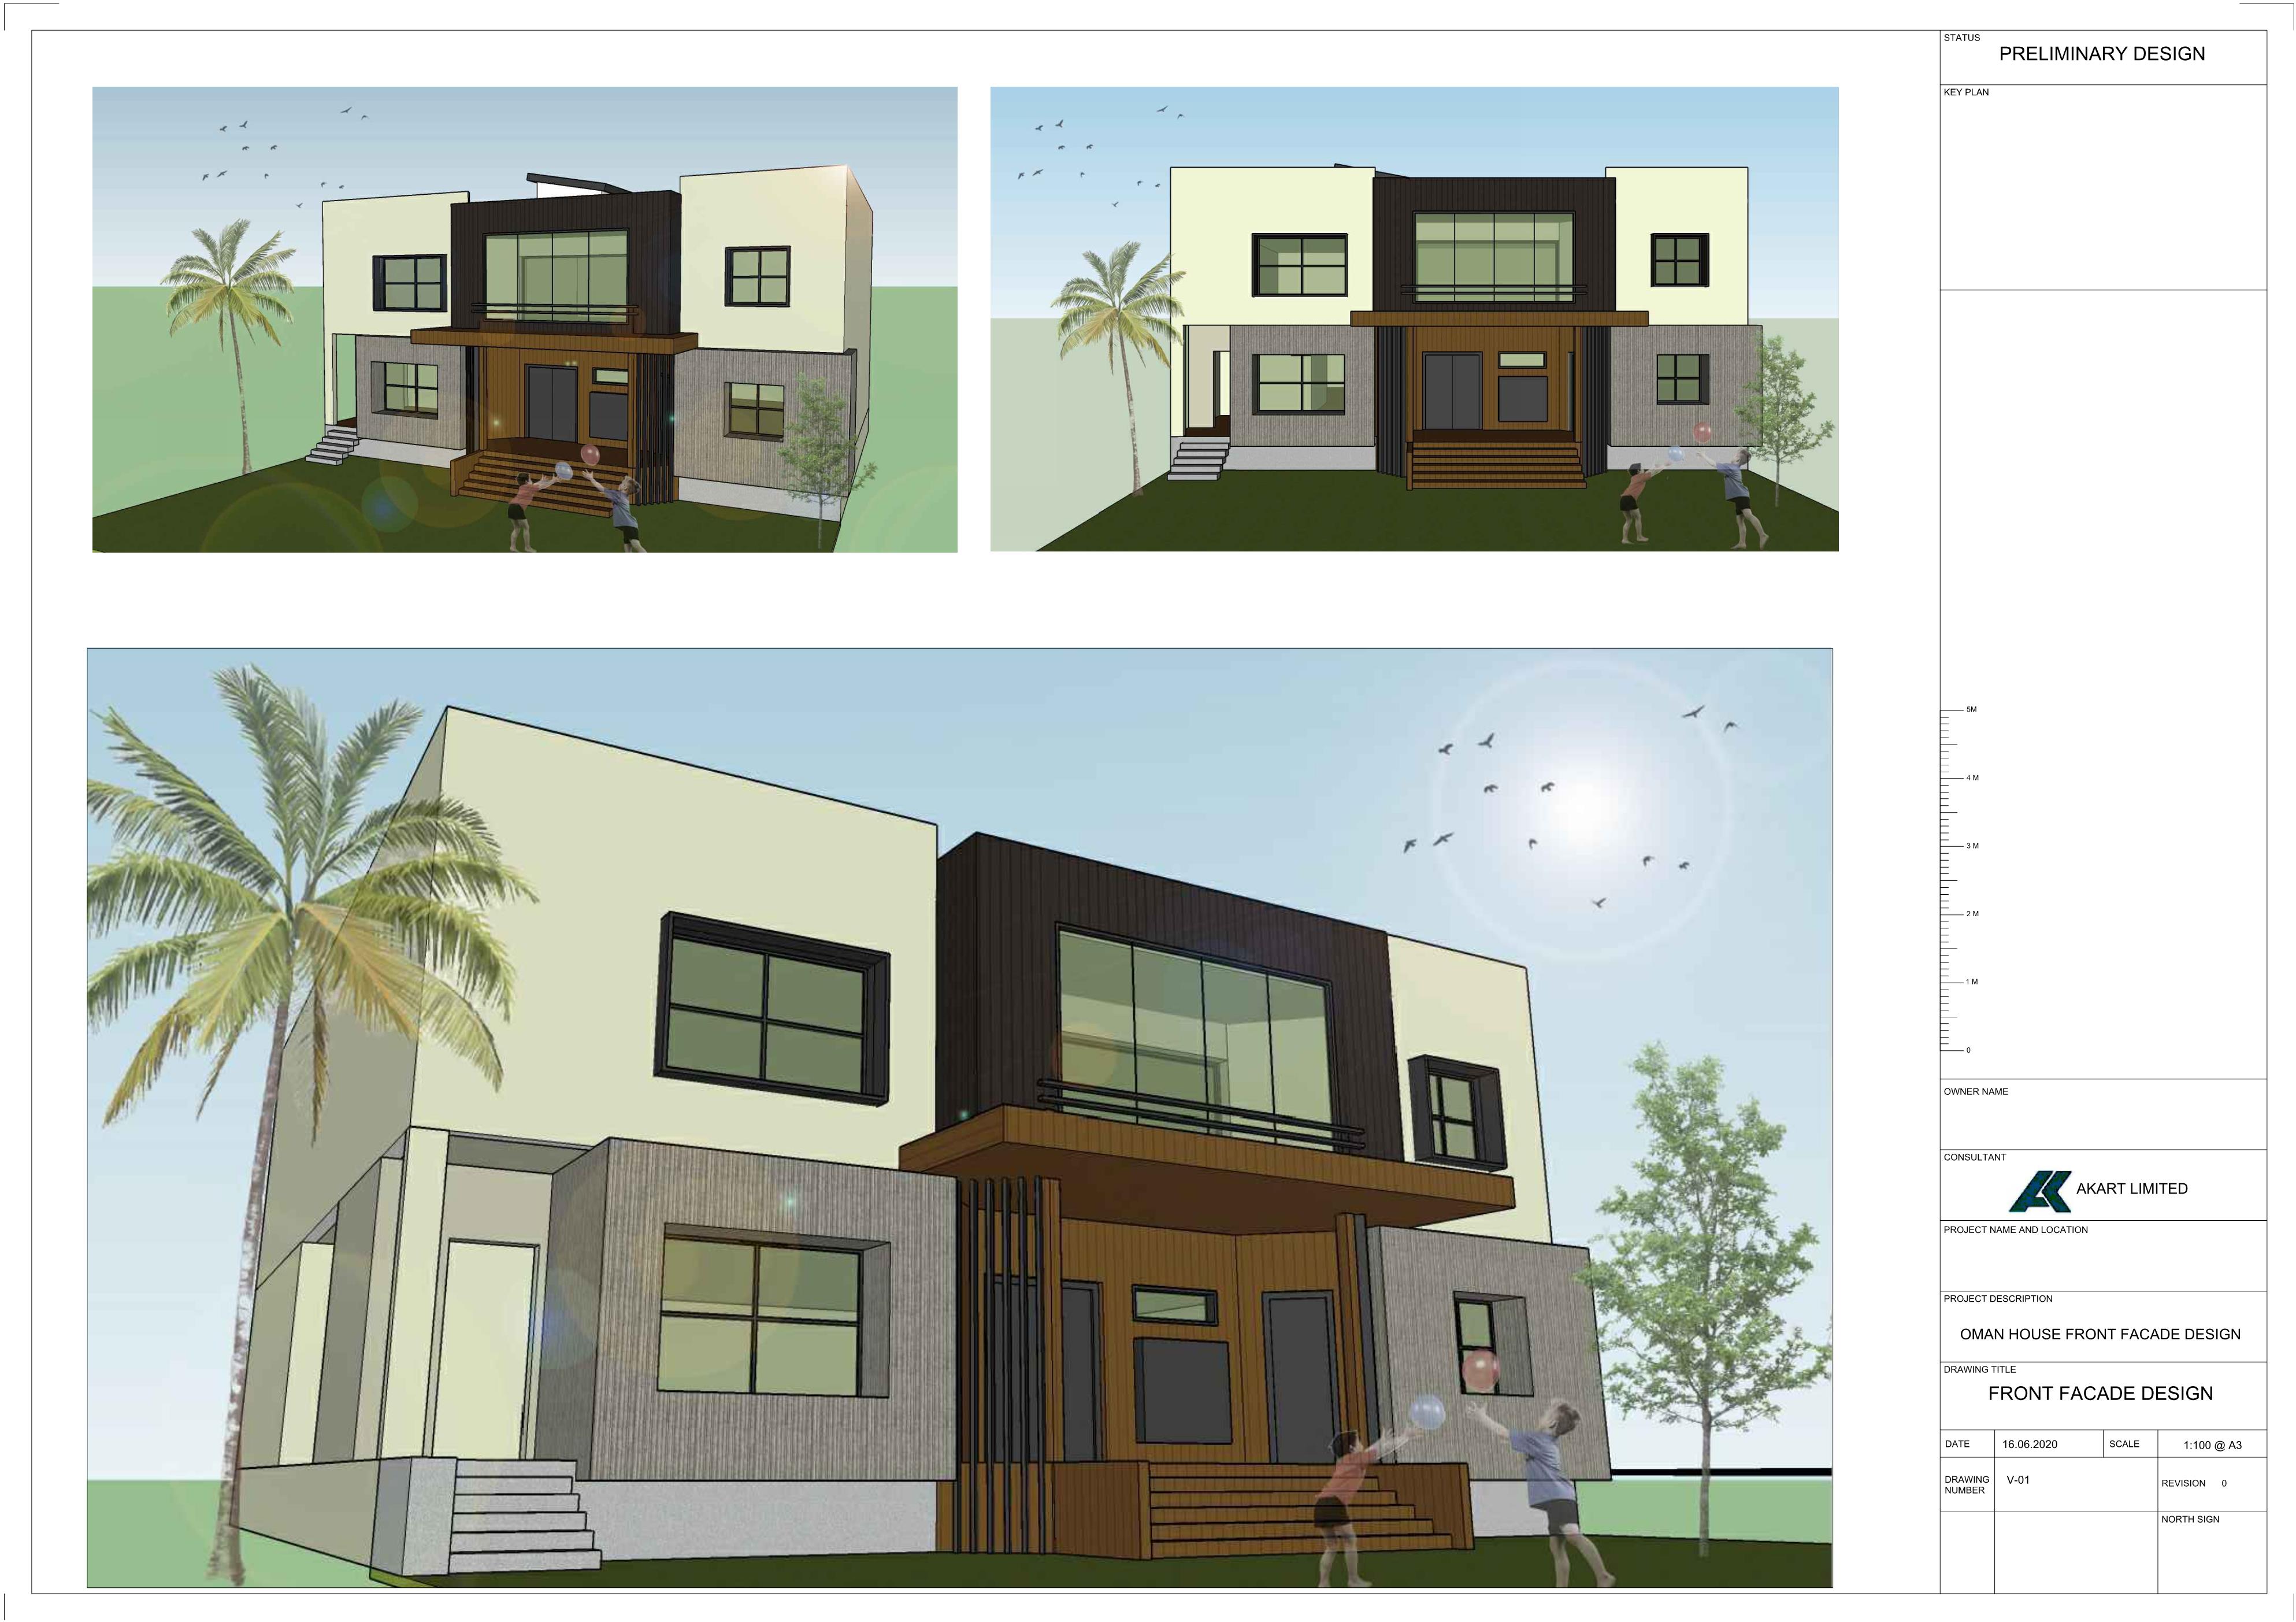 STATUS
PRELIMINARY DESIGN
KEY PLAN
5M
4 M
3 M
2 M
1 M
0
OWNER NAME
CONSULTANT
AKART LIMITED
PROJECT NAME AND LOCATION
PROJECT DESCRIPTION
OMAN HOUSE FRONT FACADE DESIGN
DRAWING TITLE
FRONT FACADE DESIGN
DATE 16.06.2020 SCALE 1:100 @ A3
DRAWING NUMBER V-01 REVISION 0
NORTH SIGN